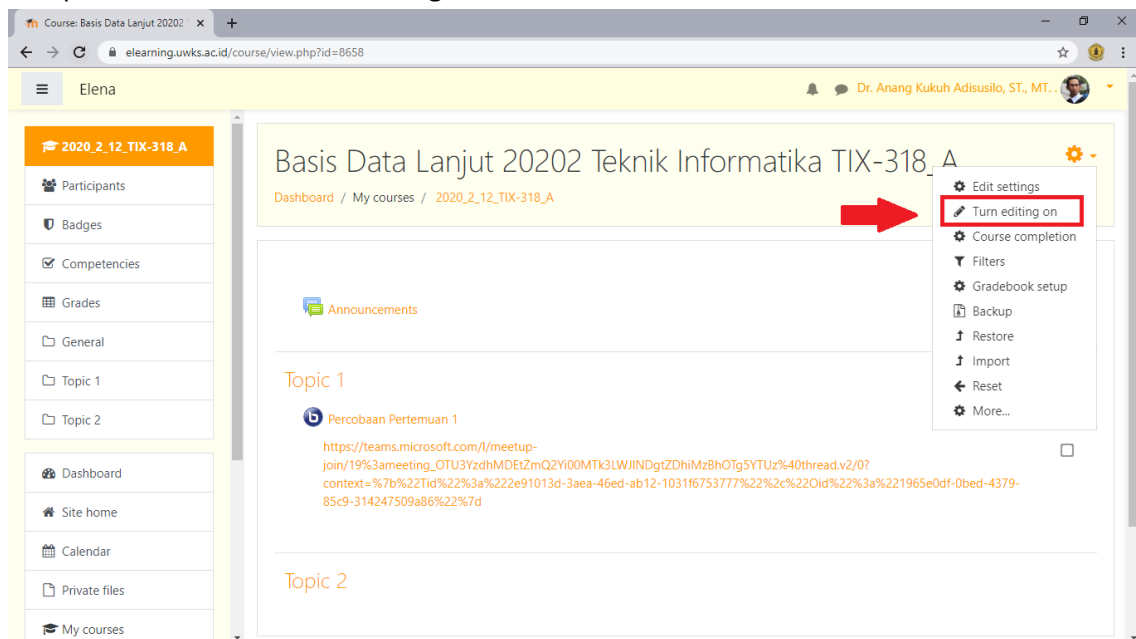 Course: Basis Data Lanjut 20202
elearning.uwks.ac.id/course/view.php?id=8658
Elena
Dr. Anang Kukuh Adisusilo, ST., MT. .
2020_2_12_TIX-318_A
Participants
Badges
Competencies
Grades
General
Topic 1
Topic 2
Dashboard
Site home
Calendar
Private files
My courses
Basis Data Lanjut 20202 Teknik Informatika TIX-318_A
Dashboard / My courses / 2020_2_12_TIX-318_A
Edit settings
Turn editing on
Course completion
Filters
Gradebook setup
Backup
Restore
Import
Reset
More...
Announcements
Topic 1
Percobaan Pertemuan 1
https://teams.microsoft.com/l/meetup-
join/19%3ameeting_OTU3YzdhMDEtZmQ2Yi00MTk3LWJlNDgtZDhiMzBhOTg5YTUz%40thread.v2/0?
context=%7b%22Tid%22%3a%222e91013d-3aea-46ed-ab12-1031f6753777%22%2c%22Oid%22%3a%221965e0df-0bed-4379-
85c9-314247509a86%22%7d
Topic 2